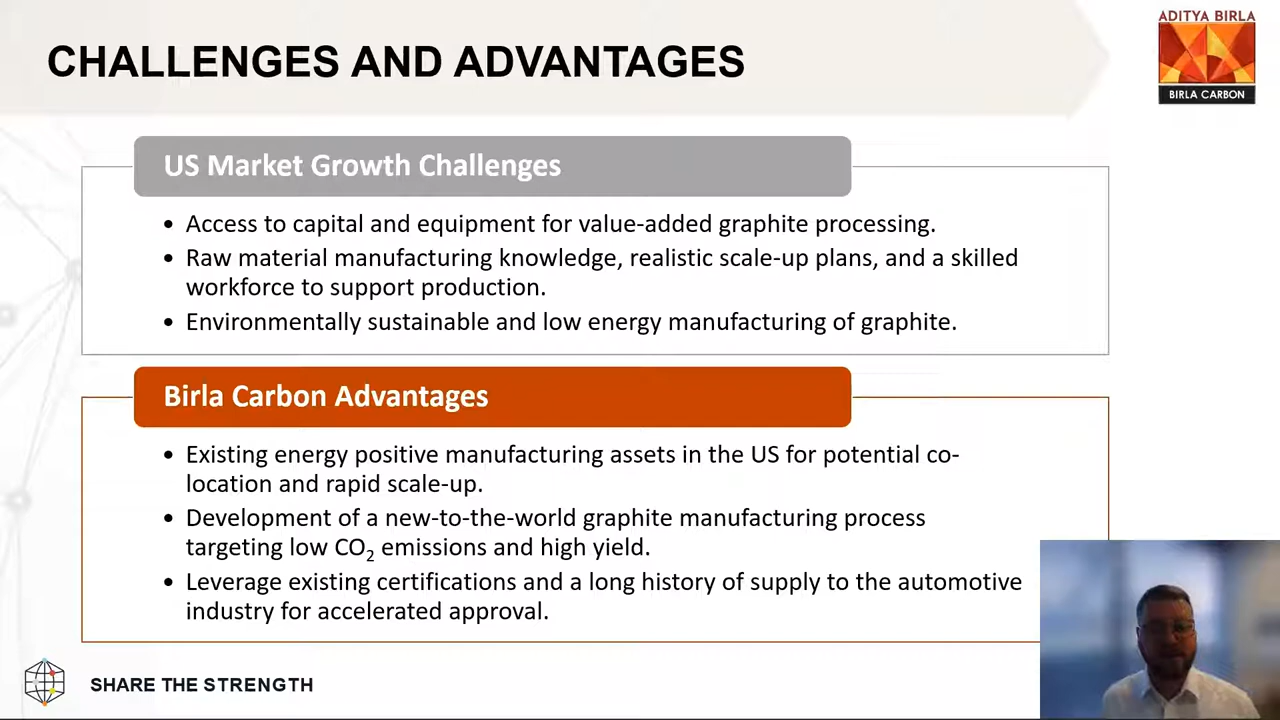 CHALLENGES AND ADVANTAGES
ADITYA BIRLA
BIRLA CARBON
US Market Growth Challenges
• Access to capital and equipment for value-added graphite processing.
• Raw material manufacturing knowledge, realistic scale-up plans, and a skilled
workforce to support production.
• Environmentally sustainable and low energy manufacturing of graphite.
Birla Carbon Advantages
• Existing energy positive manufacturing assets in the US for potential co-
location and rapid scale-up.
• Development of a new-to-the-world graphite manufacturing process
targeting low CO₂ emissions and high yield.
• Leverage existing certifications and a long history of supply to the automotive
industry for accelerated approval.
SHARE THE STRENGTH